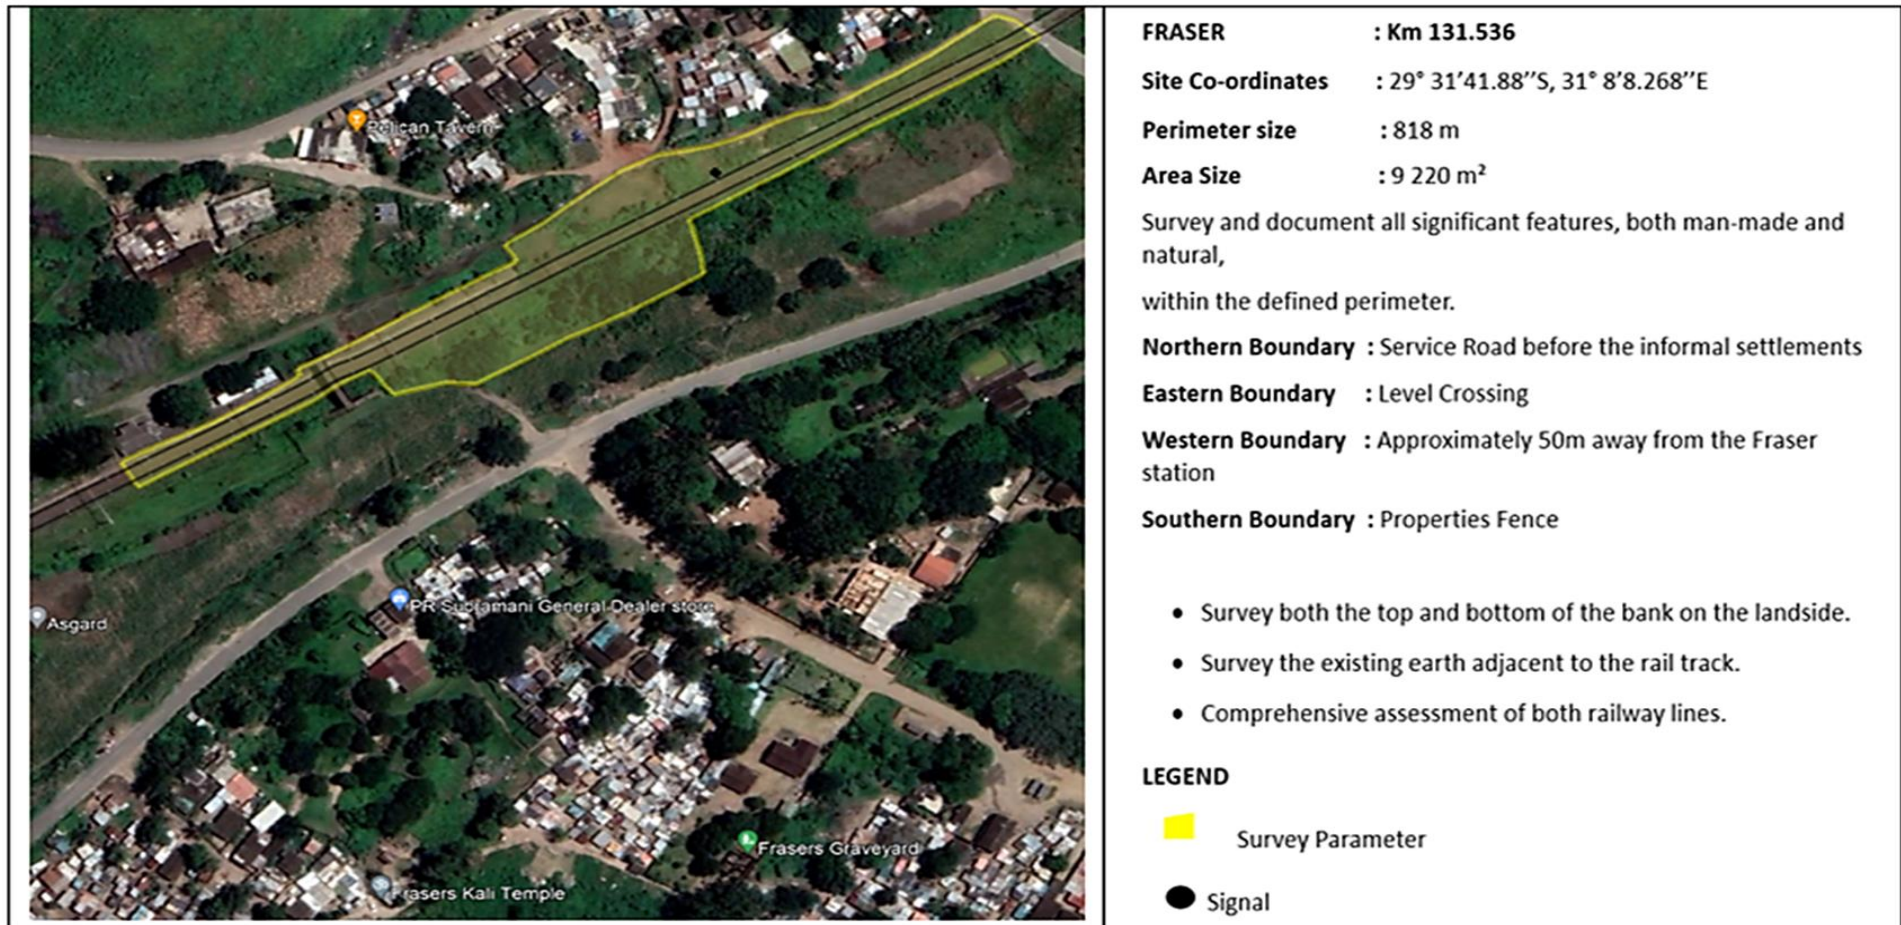 Pelican Tavern
PR Subramani General Dealer store
Asgard
Frasers Graveyard
Frasers Kali Temple
FRASER : Km 131.536
Site Co-ordinates : 29° 31’41.88’’S, 31° 8’8.268’’E
Perimeter size : 818 m
Area Size : 9 220 m²
Survey and document all significant features, both man-made and
natural,
within the defined perimeter.
Northern Boundary : Service Road before the informal settlements
Eastern Boundary : Level Crossing
Western Boundary : Approximately 50m away from the Fraser
station
Southern Boundary : Properties Fence
• Survey both the top and bottom of the bank on the landside.
• Survey the existing earth adjacent to the rail track.
• Comprehensive assessment of both railway lines.
LEGEND
Survey Parameter
Signal